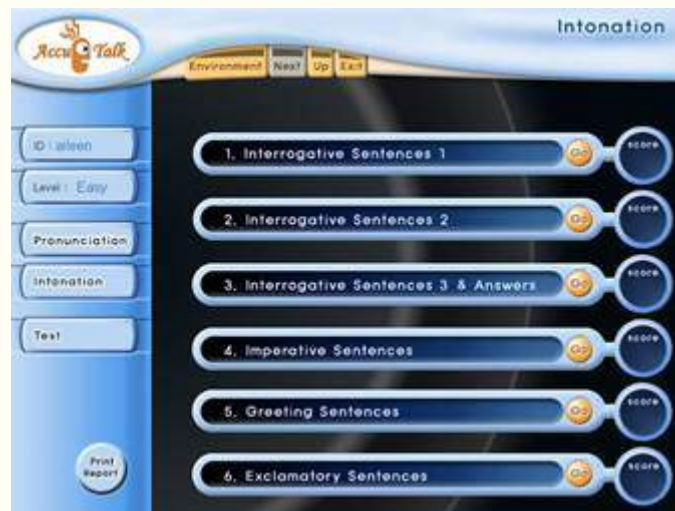 Intonation
Accu Talk
Environment Next Up Exit
ID : aileen
Level : Easy
Pronunciation
Intonation
Test
Print
Report
1. Interrogative Sentences 1 Go score
2. Interrogative Sentences 2 Go score
3. Interrogative Sentences 3 & Answers Go score
4. Imperative Sentences Go score
5. Greeting Sentences Go score
6. Exclamatory Sentences Go score